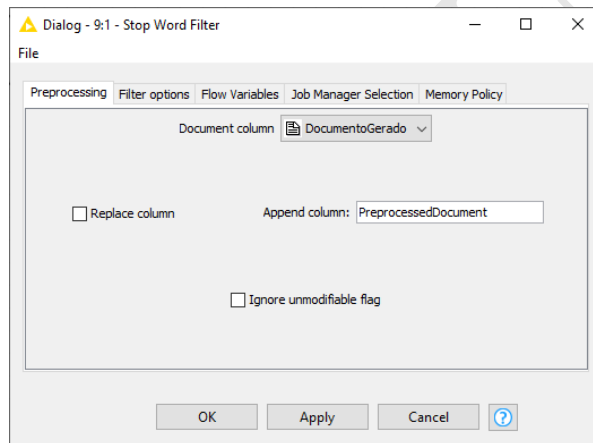 Dialog - 9:1 - Stop Word Filter
File
Preprocessing Filter options Flow Variables Job Manager Selection Memory Policy
Document column DocumentoGerado
Replace column Append column: PreprocessedDocument
Ignore unmodifiable flag
OK Apply Cancel ?